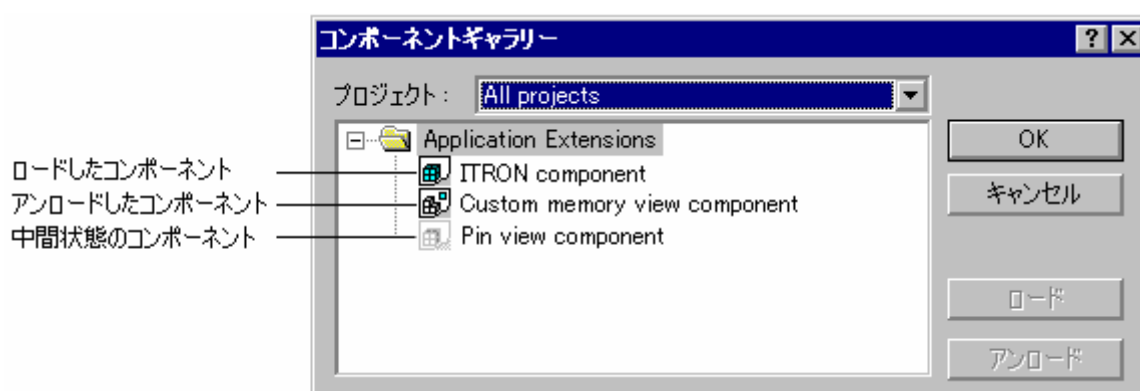 コンポーネントギャラリー
プロジェクト: All projects
Application Extensions
OK
ロードしたコンポーネント
ITRON component
キャンセル
アンロードしたコンポーネント
Custom memory view component
中間状態のコンポーネント
Pin view component
ロード
アンロード